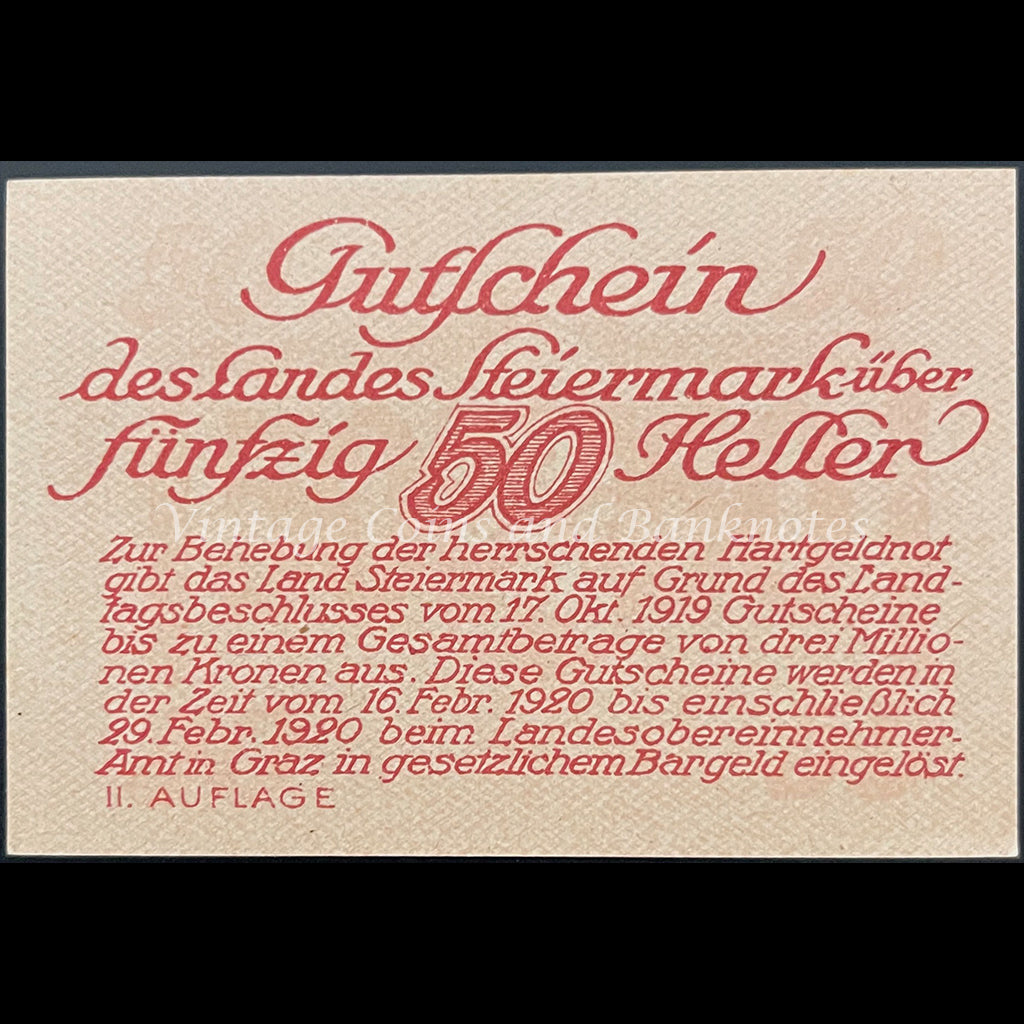 Gutschein
des Landes Steiermark über
fünfzig 50 Heller
Vintage Coins and Banknotes
Zur Behebung der herrschenden Hartgeldnot
gibt das Land Steiermark auf Grund des Land-
tagsbeschlusses vom 17. Okt. 1919 Gutscheine
bis zu einem Gesamtbetrage von drei Millio-
nen Kronen aus. Diese Gutscheine werden in
der Zeit vom 16. Febr. 1920 bis einschließlich
29. Febr. 1920 beim Landesobereinnehmer-
Amt in Graz in gesetzlichem Bargeld eingelöst.
II. AUFLAGE